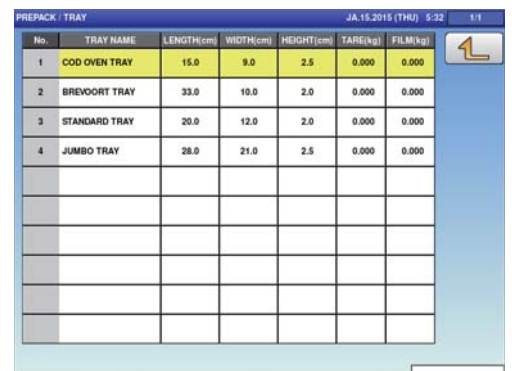 PREPACK / TRAY JA.15.2015 (THU) 5:32 1/1
No. TRAY NAME LENGTH(cm) WIDTH(cm) HEIGHT(cm) TARE(kg) FILM(kg)
1 COD OVEN TRAY 15.0 9.0 2.5 0.000 0.000
2 BREVOORT TRAY 33.0 10.0 2.0 0.000 0.000
3 STANDARD TRAY 20.0 12.0 2.0 0.000 0.000
4 JUMBO TRAY 28.0 21.0 2.5 0.000 0.000